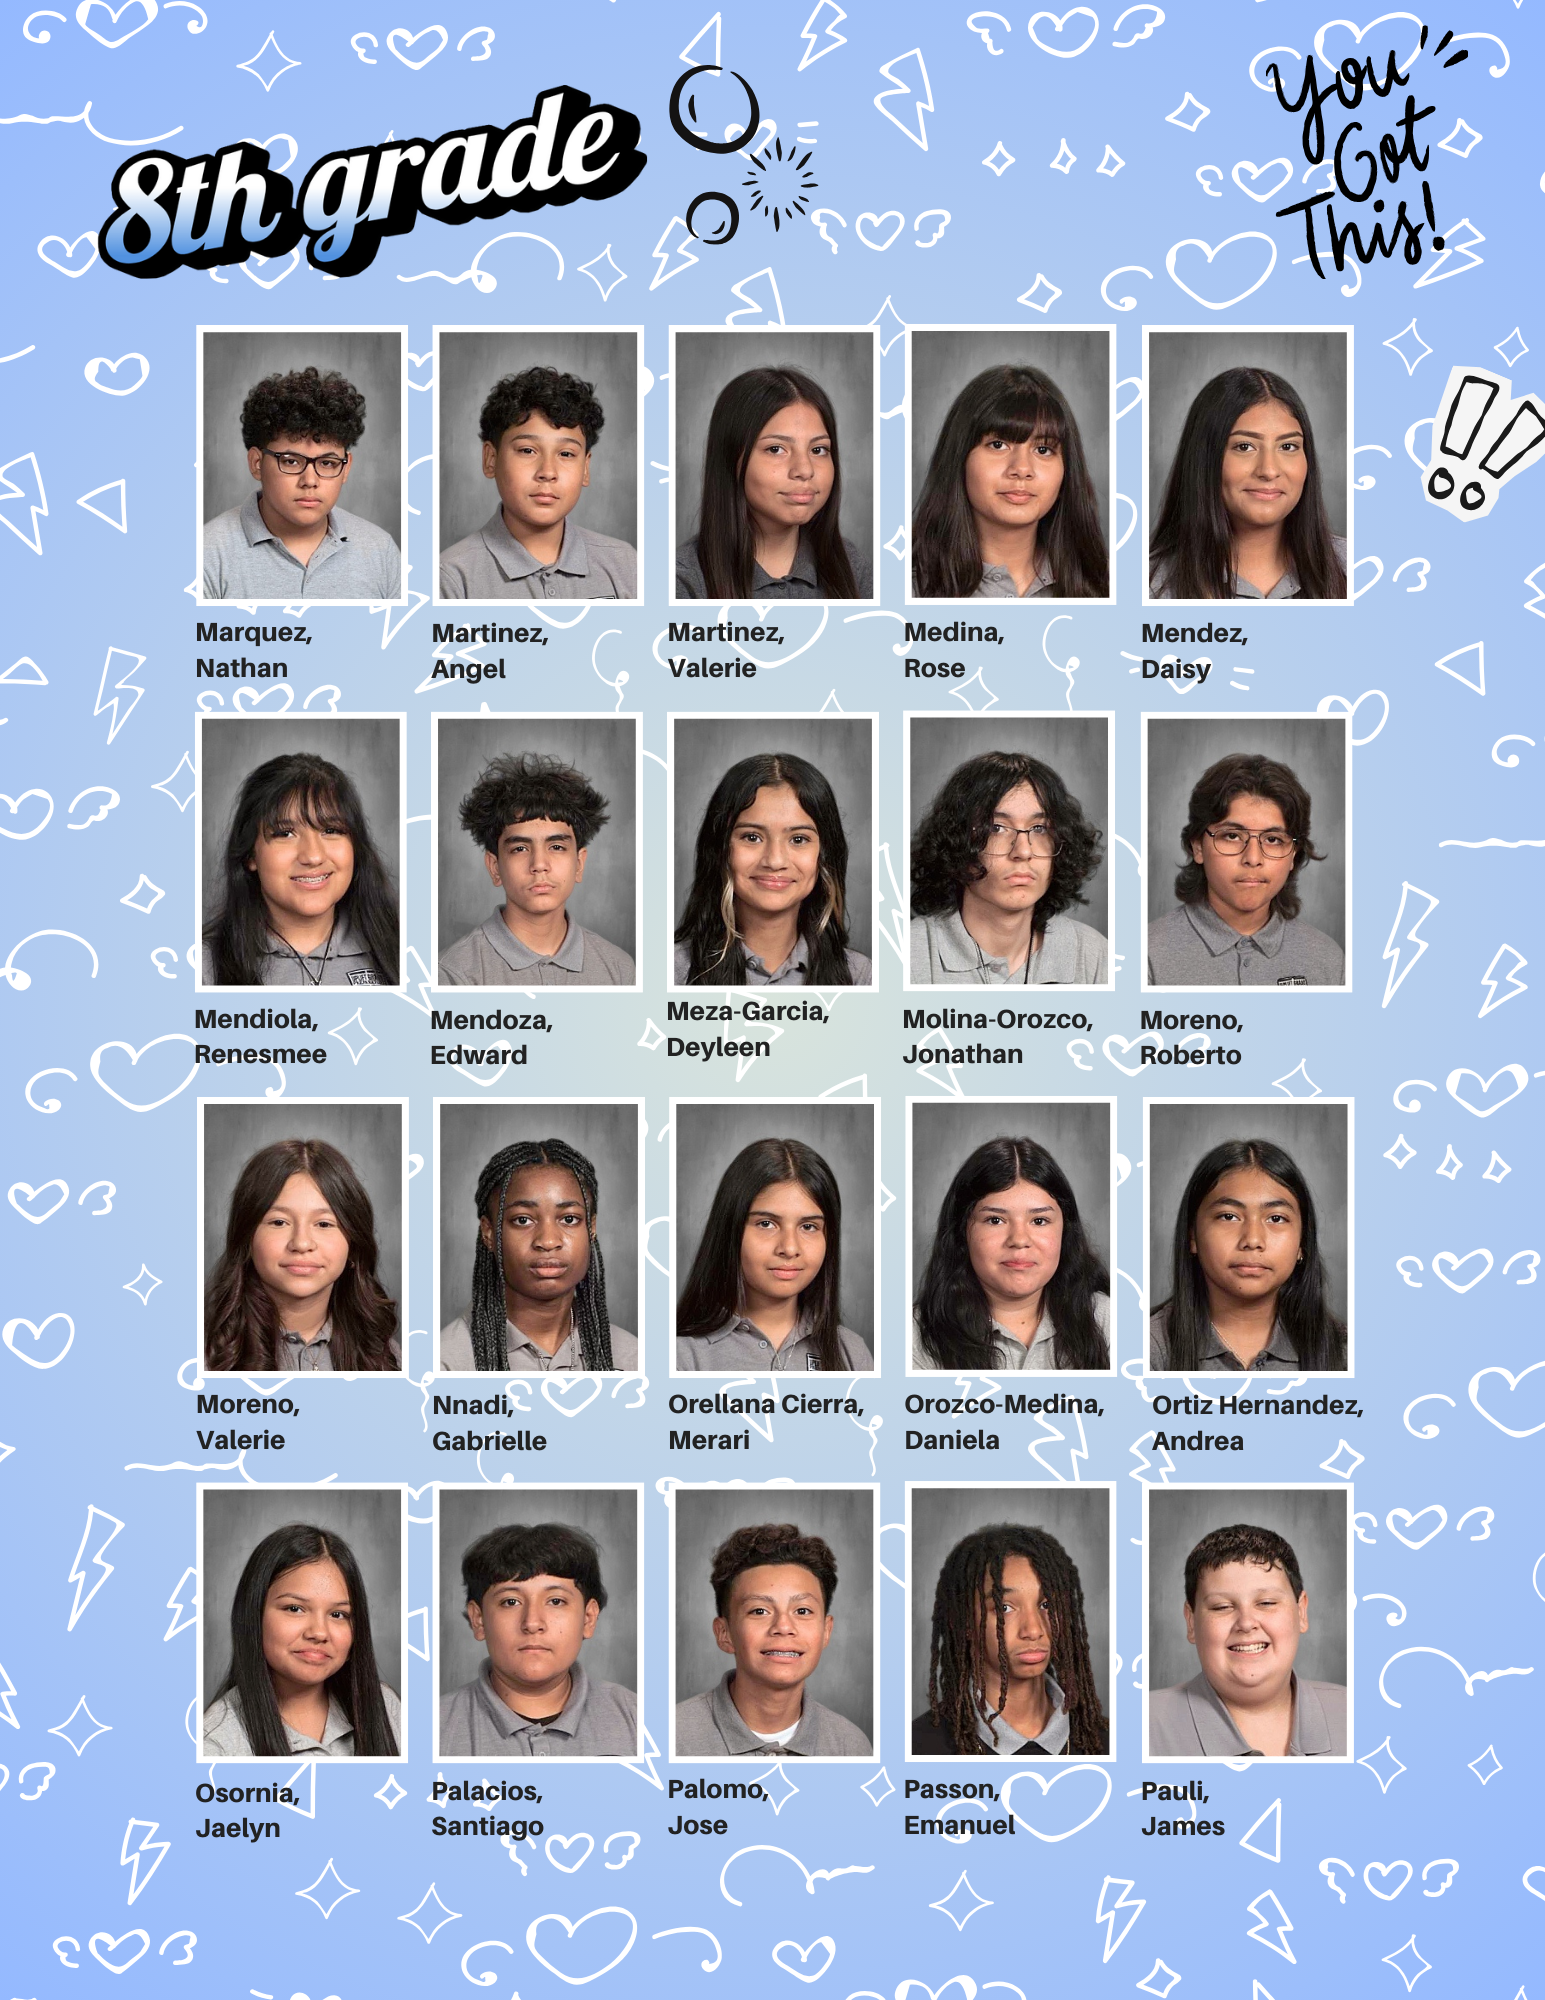 8th grade
You
Got
This!
!!
Marquez,
Nathan
Martinez,
Angel
Martinez,
Valerie
Medina,
Rose
Mendez,
Daisy
Mendiola,
Renesmee
Mendoza,
Edward
Meza-Garcia,
Deyleen
Molina-Orozco,
Jonathan
Moreno,
Roberto
Moreno,
Valerie
Nnadi,
Gabrielle
Orellana Cierra,
Merari
Orozco-Medina,
Daniela
Ortiz Hernandez,
Andrea
Osornia,
Jaelyn
Palacios,
Santiago
Palomo,
Jose
Passon,
Emanuel
Pauli,
James